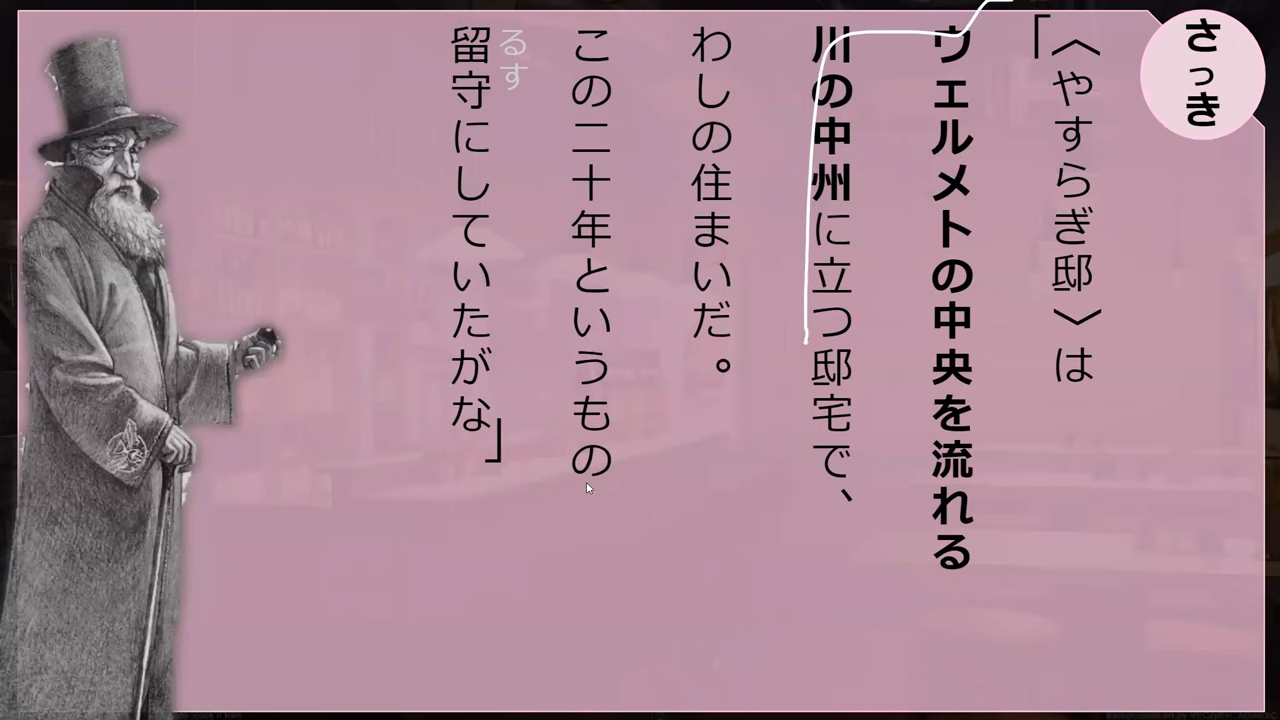 さっき
「〈やすらぎ邸〉は
ウェルメトの中央を流れる
川の中州に立つ邸宅で、
わしの住まいだ。
この二十年というもの
留守にしていたがな」
るす